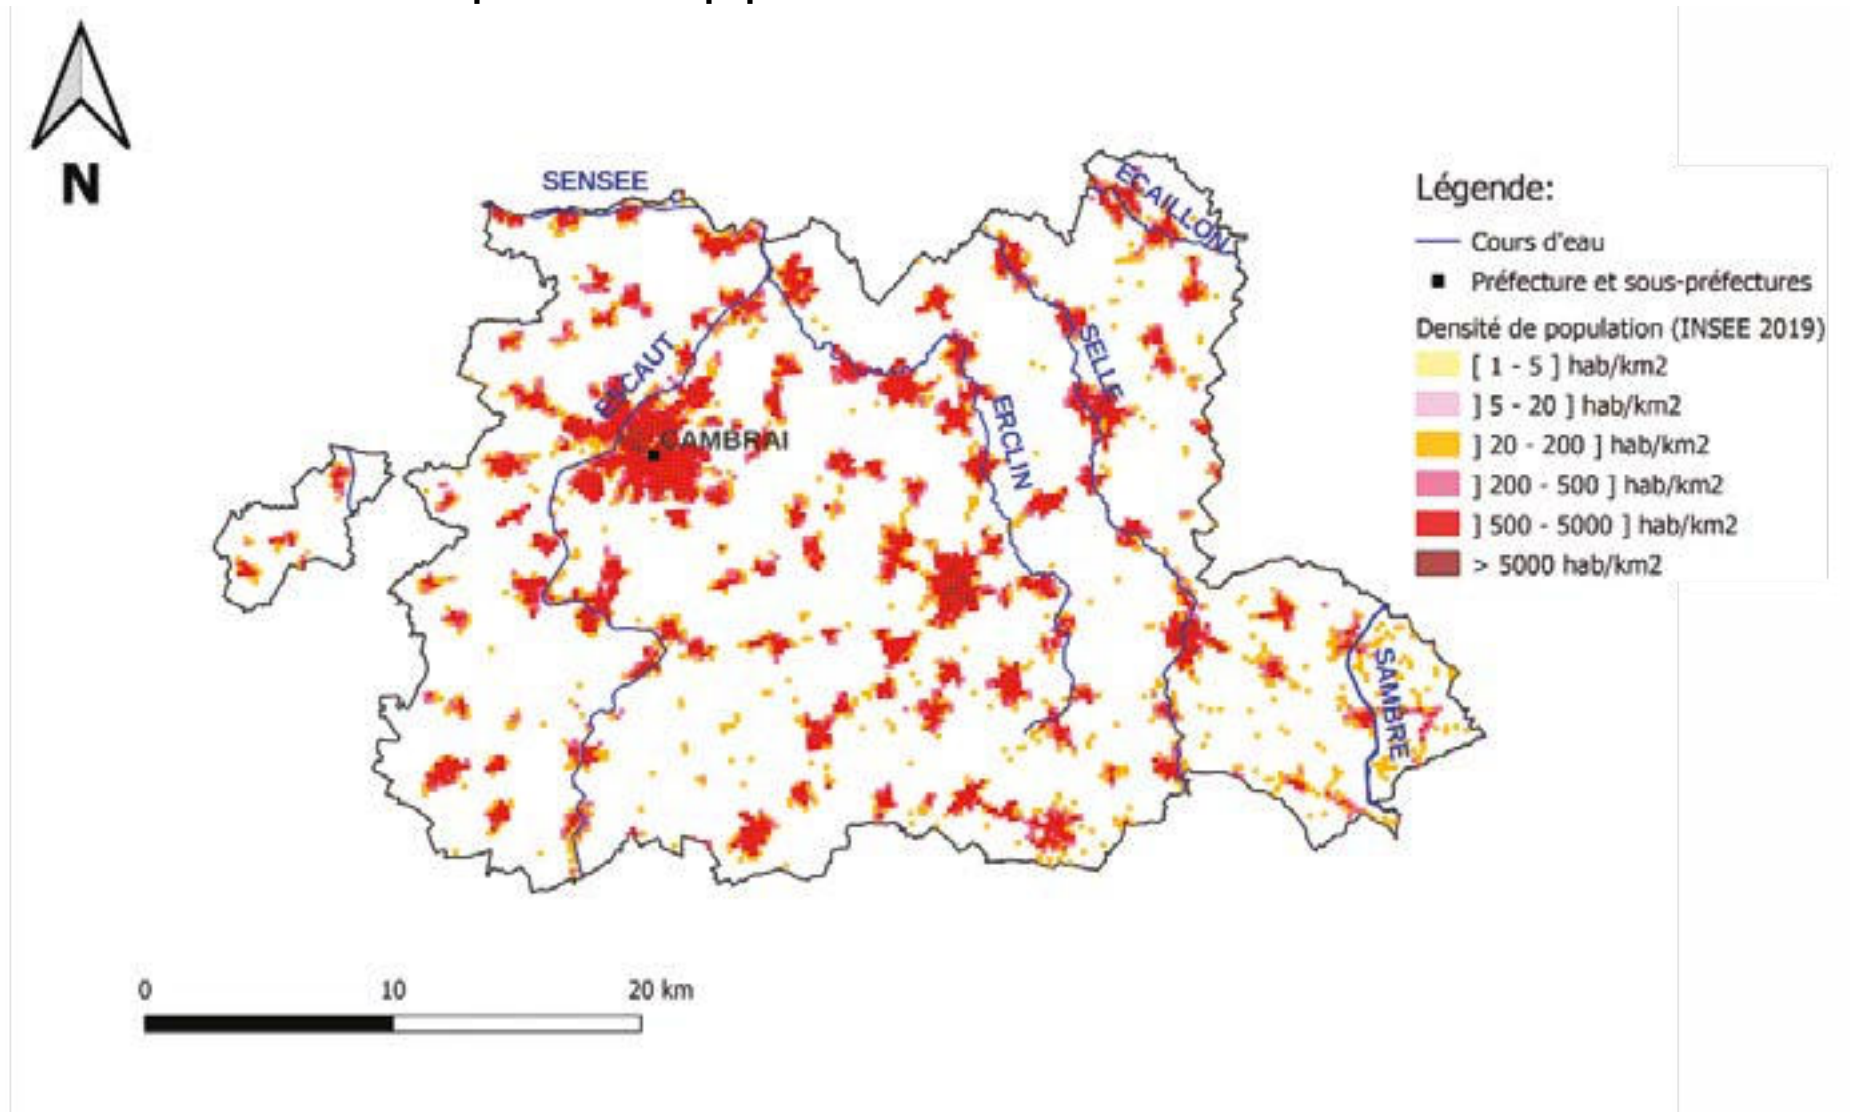 N
SENSEE
ECAILLON
ESCAUT
SELLE
CAMBRAI
ERCLIN
SAMBRE
Légende:
Cours d'eau
Préfecture et sous-préfectures
Densité de population (INSEE 2019)
[ 1 - 5 ] hab/km2
] 5 - 20 ] hab/km2
] 20 - 200 ] hab/km2
] 200 - 500 ] hab/km2
] 500 - 5000 ] hab/km2
> 5000 hab/km2
0 10 20 km